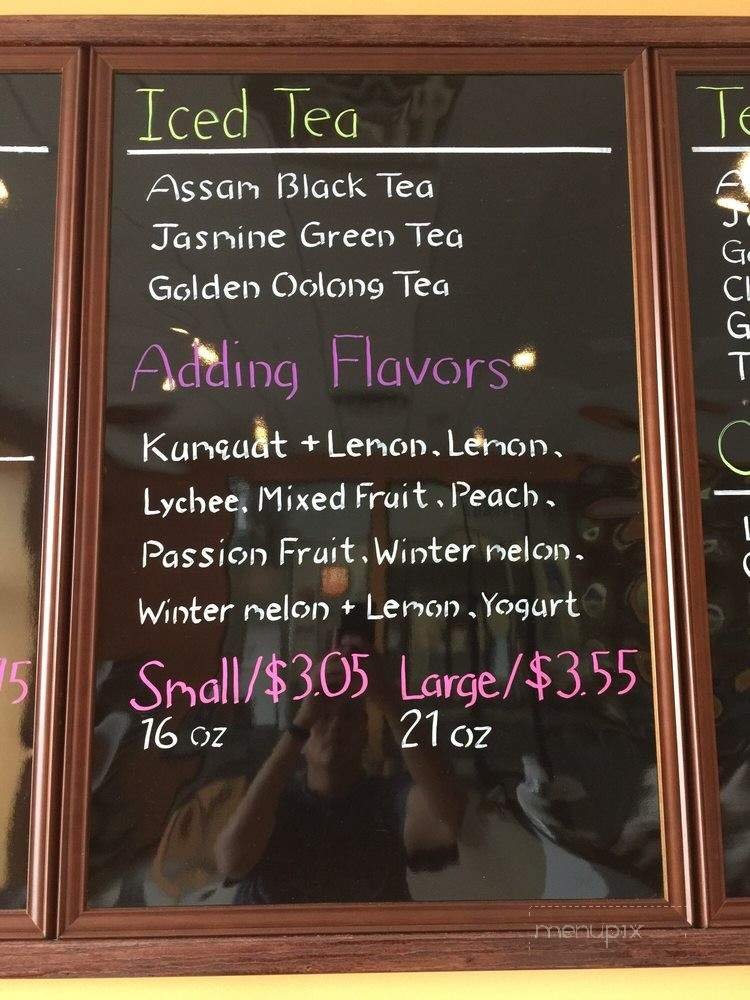 Iced Tea
Assam Black Tea
Jasmine Green Tea
Golden Oolong Tea
Adding Flavors
Kumquat + Lemon, Lemon,
Lychee, Mixed Fruit, Peach,
Passion Fruit, Winter melon,
Winter melon + Lemon, Yogurt
Small/$3.05 Large/$3.55
16 oz 21 oz
menupix